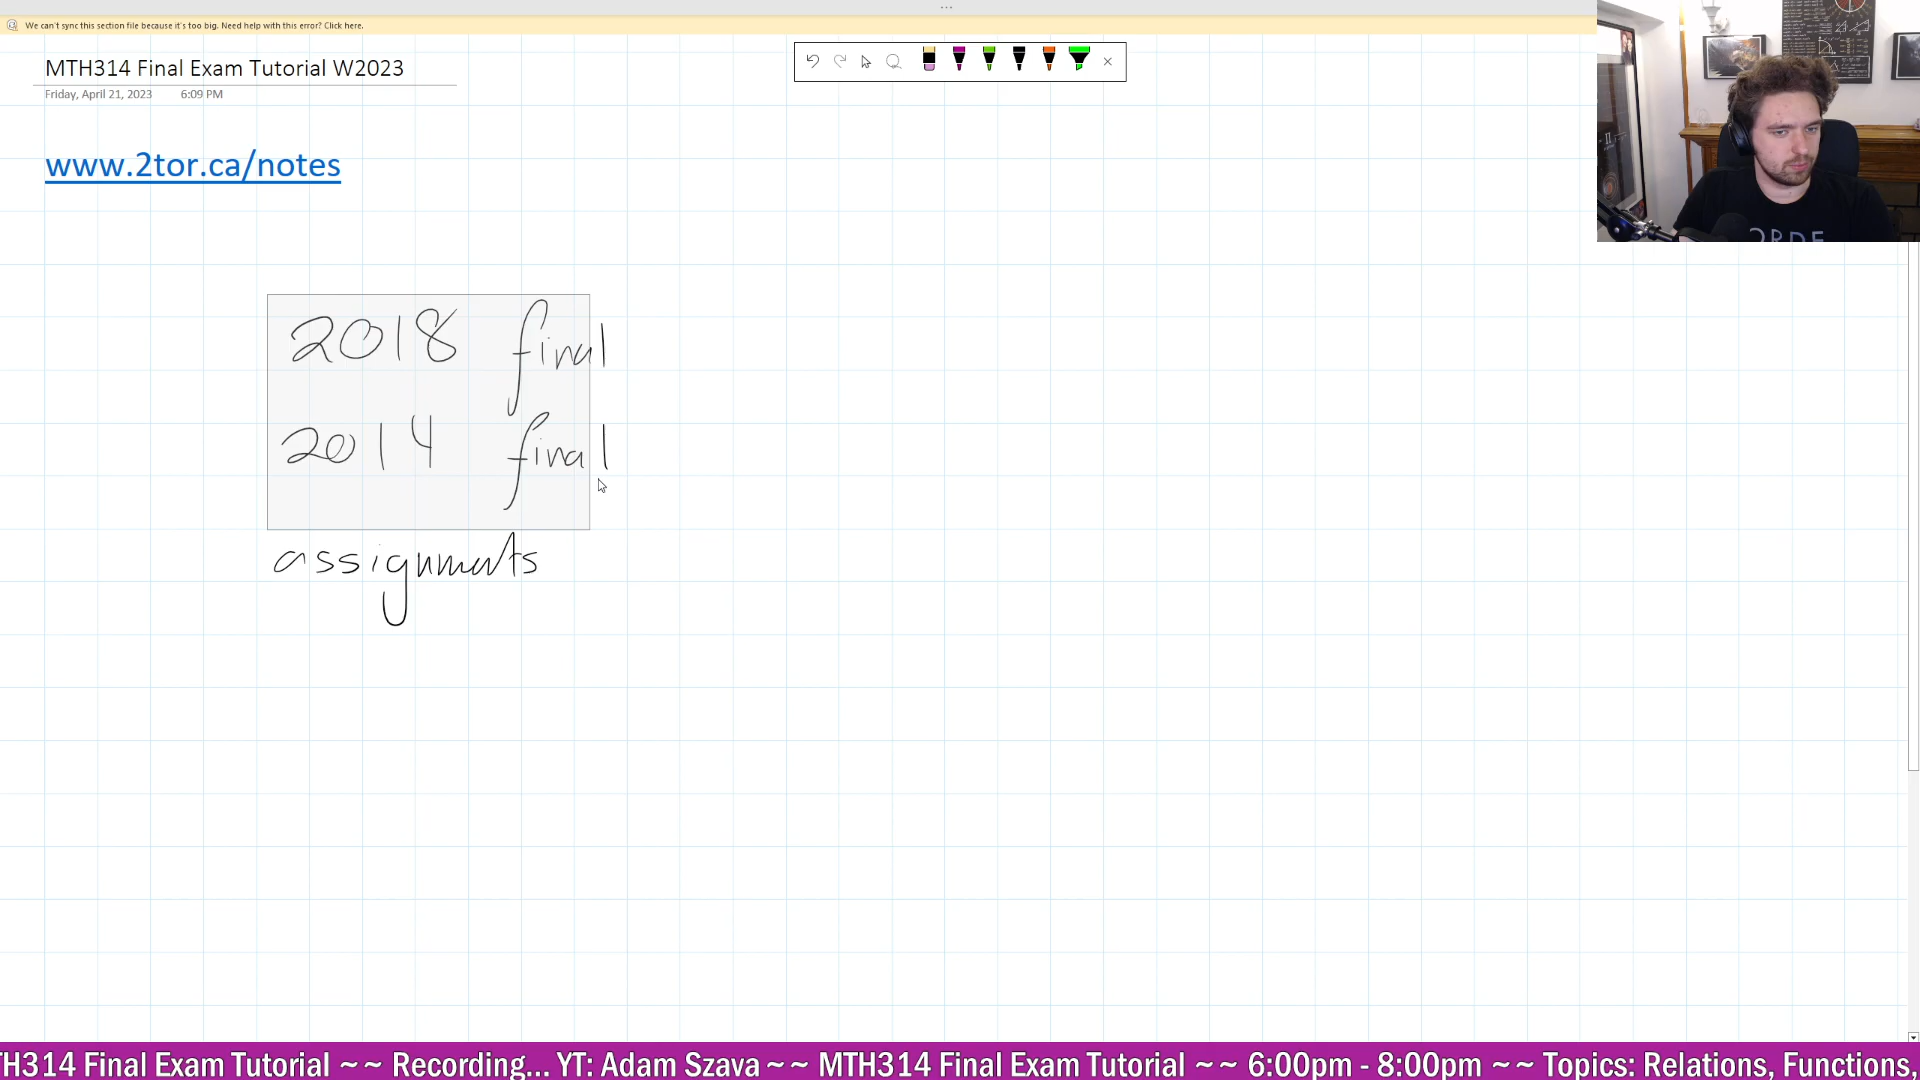 We can't sync this section file because it's too big. Need help with this error? Click here.
MTH314 Final Exam Tutorial W2023
Friday, April 21, 2023 6:09 PM
www.2tor.ca/notes
2018 final
2014 final
assignments
TH314 Final Exam Tutorial ~~ Recording... YT: Adam Szava ~~ MTH314 Final Exam Tutorial ~~ 6:00pm - 8:00pm ~~ Topics: Relations, Functions,